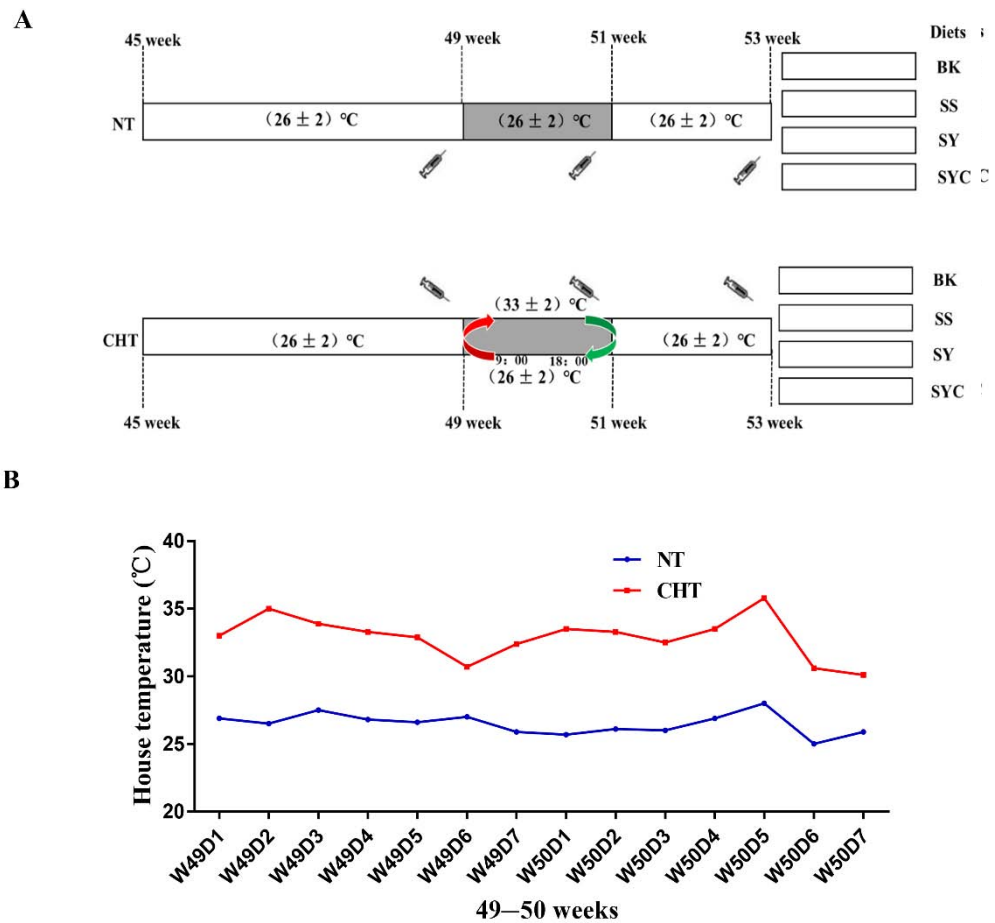 A
45 week 49 week 51 week 53 week Diets s
BK
SS
SY
SYC C
NT (26 ± 2) ℃ (26 ± 2) ℃ (26 ± 2) ℃
BK
SS
SY
SYC
(33 ± 2) ℃
CHT (26 ± 2) ℃ (26 ± 2) ℃
9: 00 18: 00
(26 ± 2) ℃
45 week 49 week 51 week 53 week
B
House temperature (℃)
40
35
30
25
20
NT
CHT
W49D1 W49D2 W49D3 W49D4 W49D5 W49D6 W49D7 W50D1 W50D2 W50D3 W50D4 W50D5 W50D6 W50D7
49—50 weeks